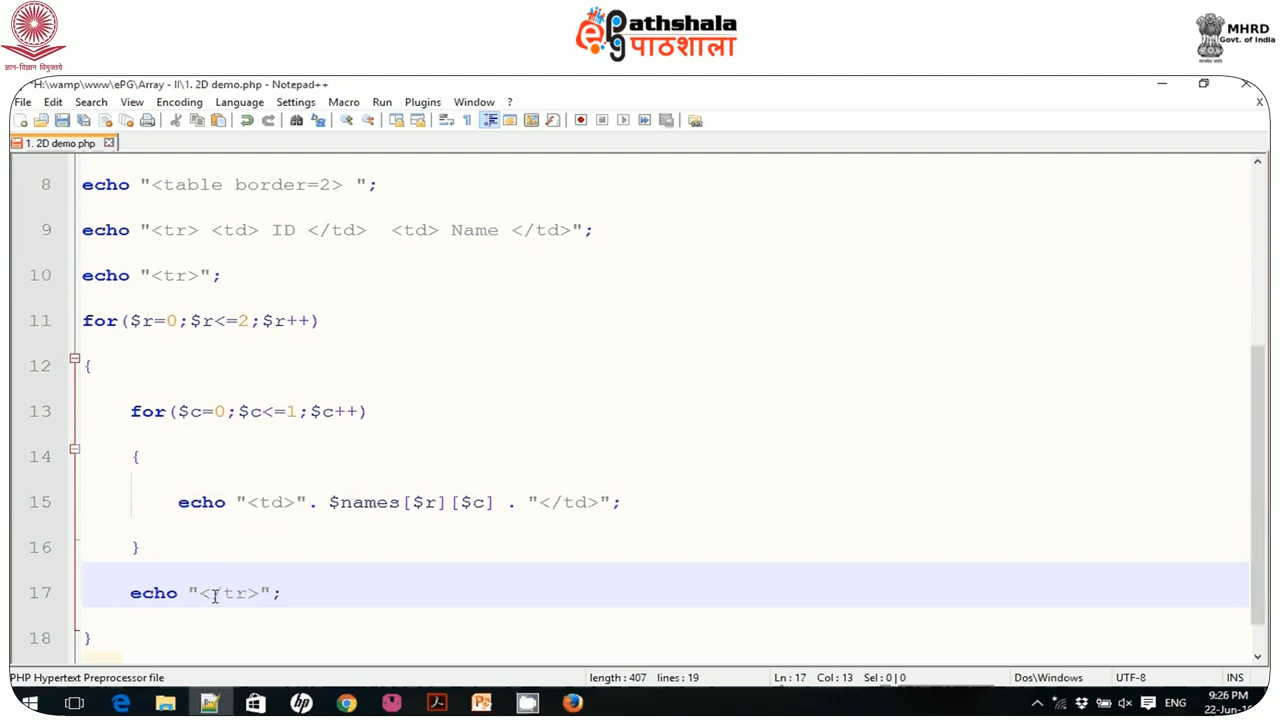 ज्ञान-विज्ञान विमुक्तये
ePG Pathshala
पाठशाला
MHRD
Govt. of India
*H:\wamp\www\ePG\Array - II\1. 2D demo.php - Notepad++
File Edit Search View Encoding Language Settings Macro Run Plugins Window ? X
1. 2D demo.php
8 echo "<table border=2> ";
9 echo "<tr> <td> ID </td> <td> Name </td>";
10 echo "<tr>";
11 for($r=0;$r<=2;$r++)
12 {
13 for($c=0;$c<=1;$c++)
14 {
15 echo "<td>". $names[$r][$c] . "</td>";
16 }
17 echo "</tr>";
18 }
PHP Hypertext Preprocessor file length : 407 lines : 19 Ln : 17 Col : 13 Sel : 0 | 0 Dos\Windows UTF-8 INS
ENG
9:26 PM
22-Jun-1